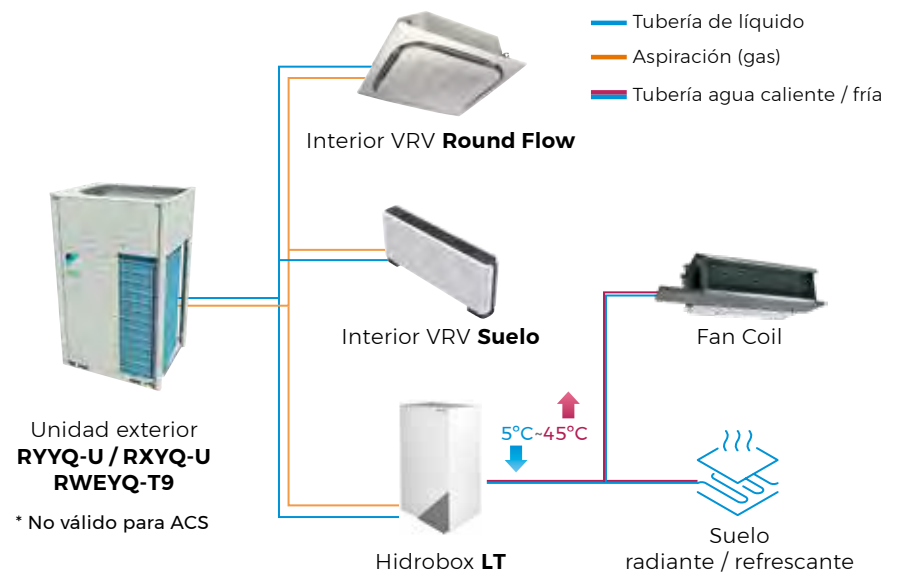 Tubería de líquido
Aspiración (gas)
Tubería agua caliente / fría
Interior VRV Round Flow
Interior VRV Suelo
Fan Coil
5°C~45°C
Unidad exterior
RYYQ-U / RXYQ-U
RWEYQ-T9
* No válido para ACS
Hidrobox LT
Suelo
radiante / refrescante